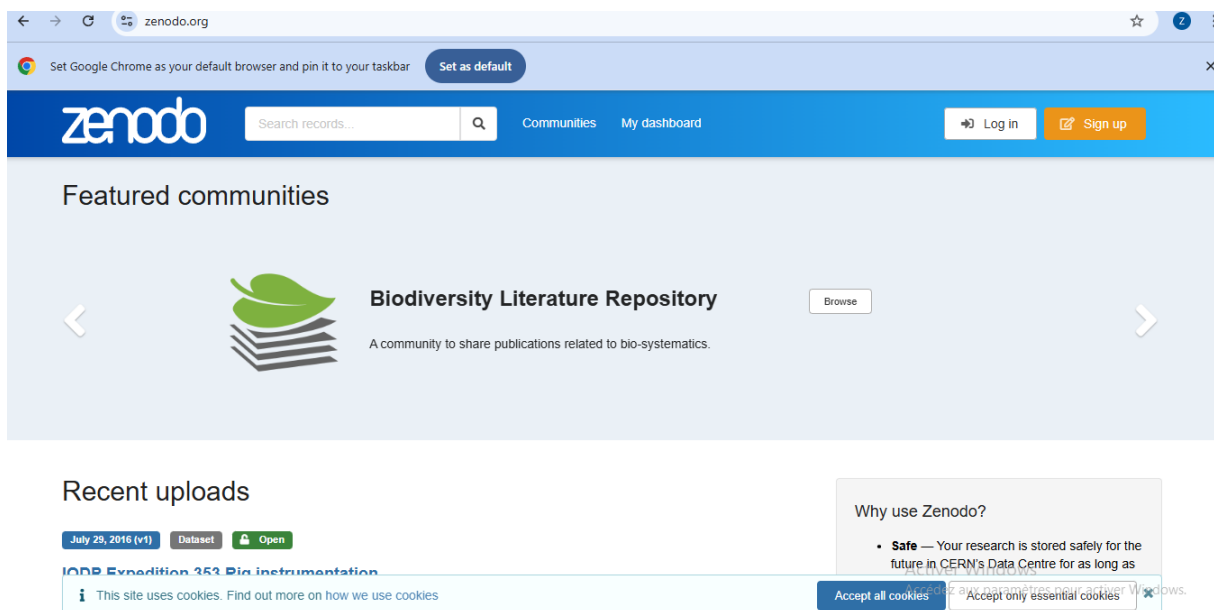 zenodo.org
Z
Set Google Chrome as your default browser and pin it to your taskbar Set as default
zenodo Search records... Communities My dashboard Log in Sign up
Featured communities
Biodiversity Literature Repository Browse
A community to share publications related to bio-systematics.
Recent uploads
Why use Zenodo?
July 29, 2016 (v1) Dataset Open
Safe — Your research is stored safely for the
future in CERN's Data Centre for as long as
IODP Expedition 353 Rig instrumentation
Activer Windows
Accédez aux paramètres pour activer Windows.
This site uses cookies. Find out more on how we use cookies Accept all cookies Accept only essential cookies